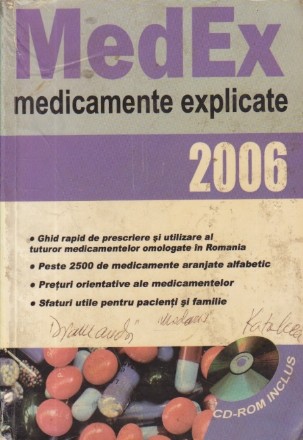 MedEx
medicamente explicate
2006
• Ghid rapid de prescriere și utilizare al
tuturor medicamentelor omologate in Romania
• Peste 2500 de medicamente aranjate alfabetic
• Prețuri orientative ale medicamentelor
• Sfaturi utile pentru pacienți și familie
CD-ROM INCLUS